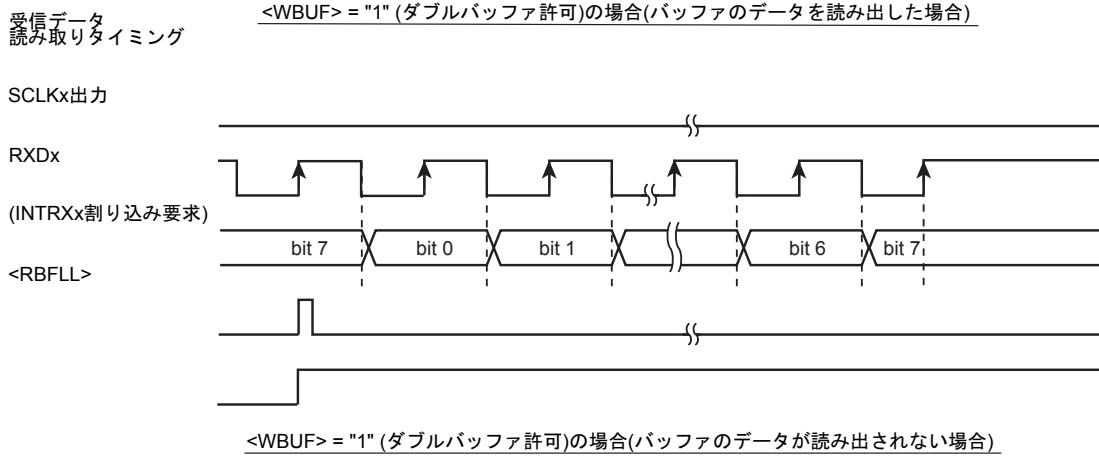 <WBUF> = "1" (ダブルバッファ許可)の場合(バッファのデータを読み出した場合)
受信データ
読み取りタイミング
SCLKx出力
RXDx
(INTRXx割り込み要求)
bit 7 bit 0 bit 1 bit 6 bit 7
<RBFLL>
<WBUF> = "1" (ダブルバッファ許可)の場合(バッファのデータが読み出されない場合)